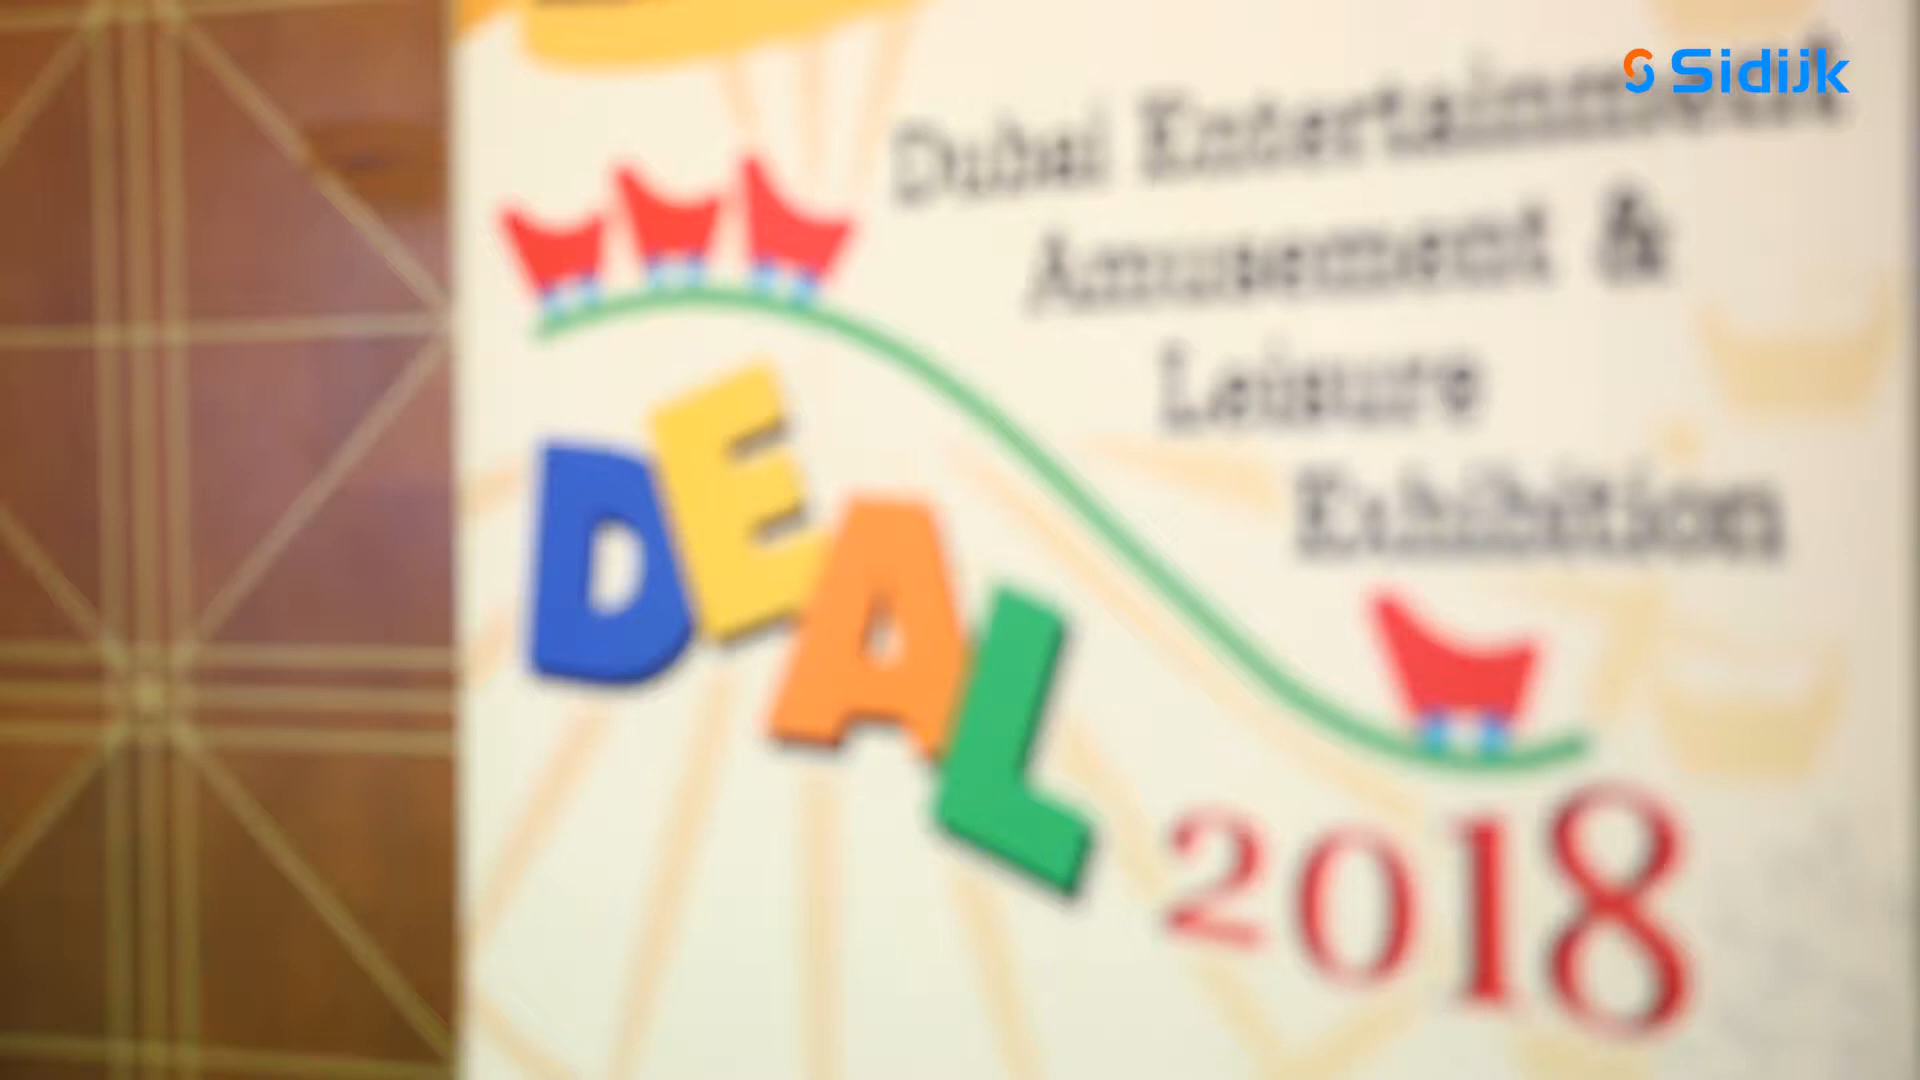 Sidijk
Dubai Entertainment
Amusement &
Leisure
Exhibition
DEAL
2018